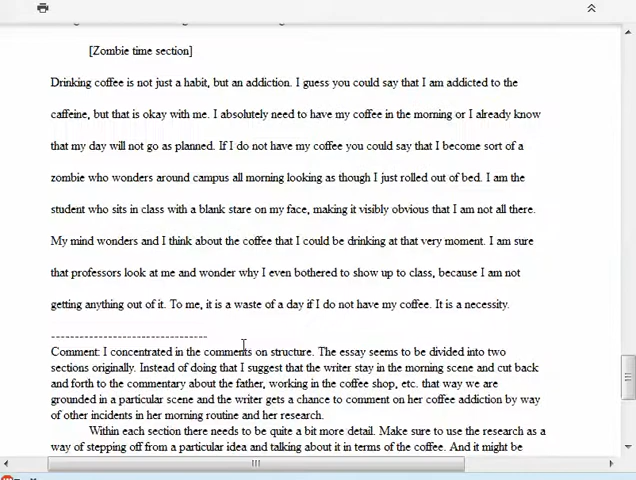 [Zombie time section]
Drinking coffee is not just a habit, but an addiction. I guess you could say that I am addicted to the
caffeine, but that is okay with me. I absolutely need to have my coffee in the morning or I already know
that my day will not go as planned. If I do not have my coffee you could say that I become sort of a
zombie who wonders around campus all morning looking as though I just rolled out of bed. I am the
student who sits in class with a blank stare on my face, making it visibly obvious that I am not all there.
My mind wonders and I think about the coffee that I could be drinking at that very moment. I am sure
that professors look at me and wonder why I even bothered to show up to class, because I am not
getting anything out of it. To me, it is a waste of a day if I do not have my coffee. It is a necessity.
---------------------------------
Comment: I concentrated in the comments on structure. The essay seems to be divided into two
sections originally. Instead of doing that I suggest that the writer stay in the morning scene and cut back
and forth to the commentary about the father, working in the coffee shop, etc. that way we are
grounded in a particular scene and the writer gets a chance to comment on her coffee addiction by way
of other incidents in her morning routine and her research.
Within each section there needs to be quite a bit more detail. Make sure to use the research as a
way of stepping off from a particular idea and talking about it in terms of the coffee. And it might be